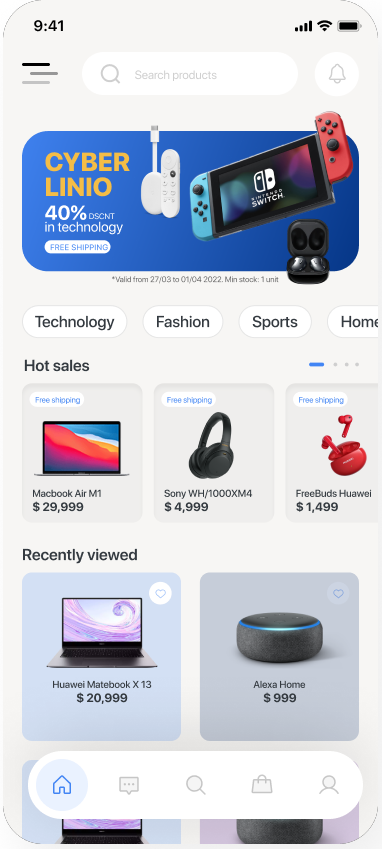 9:41
Search products
CYBER
LINIO
40% DSCNT
in technology
FREE SHIPPING
NINTENDO
SWITCH
*Valid from 27/03 to 01/04 2022. Min stock: 1 unit
Technology
Fashion
Sports
Home
Hot sales
Free shipping
Free shipping
Free shipping
Macbook Air M1
Sony WH/1000XM4
FreeBuds Huawei
$ 29,999
$ 4,999
$ 1,499
Recently viewed
Huawei Matebook X 13
Alexa Home
$ 20,999
$ 999